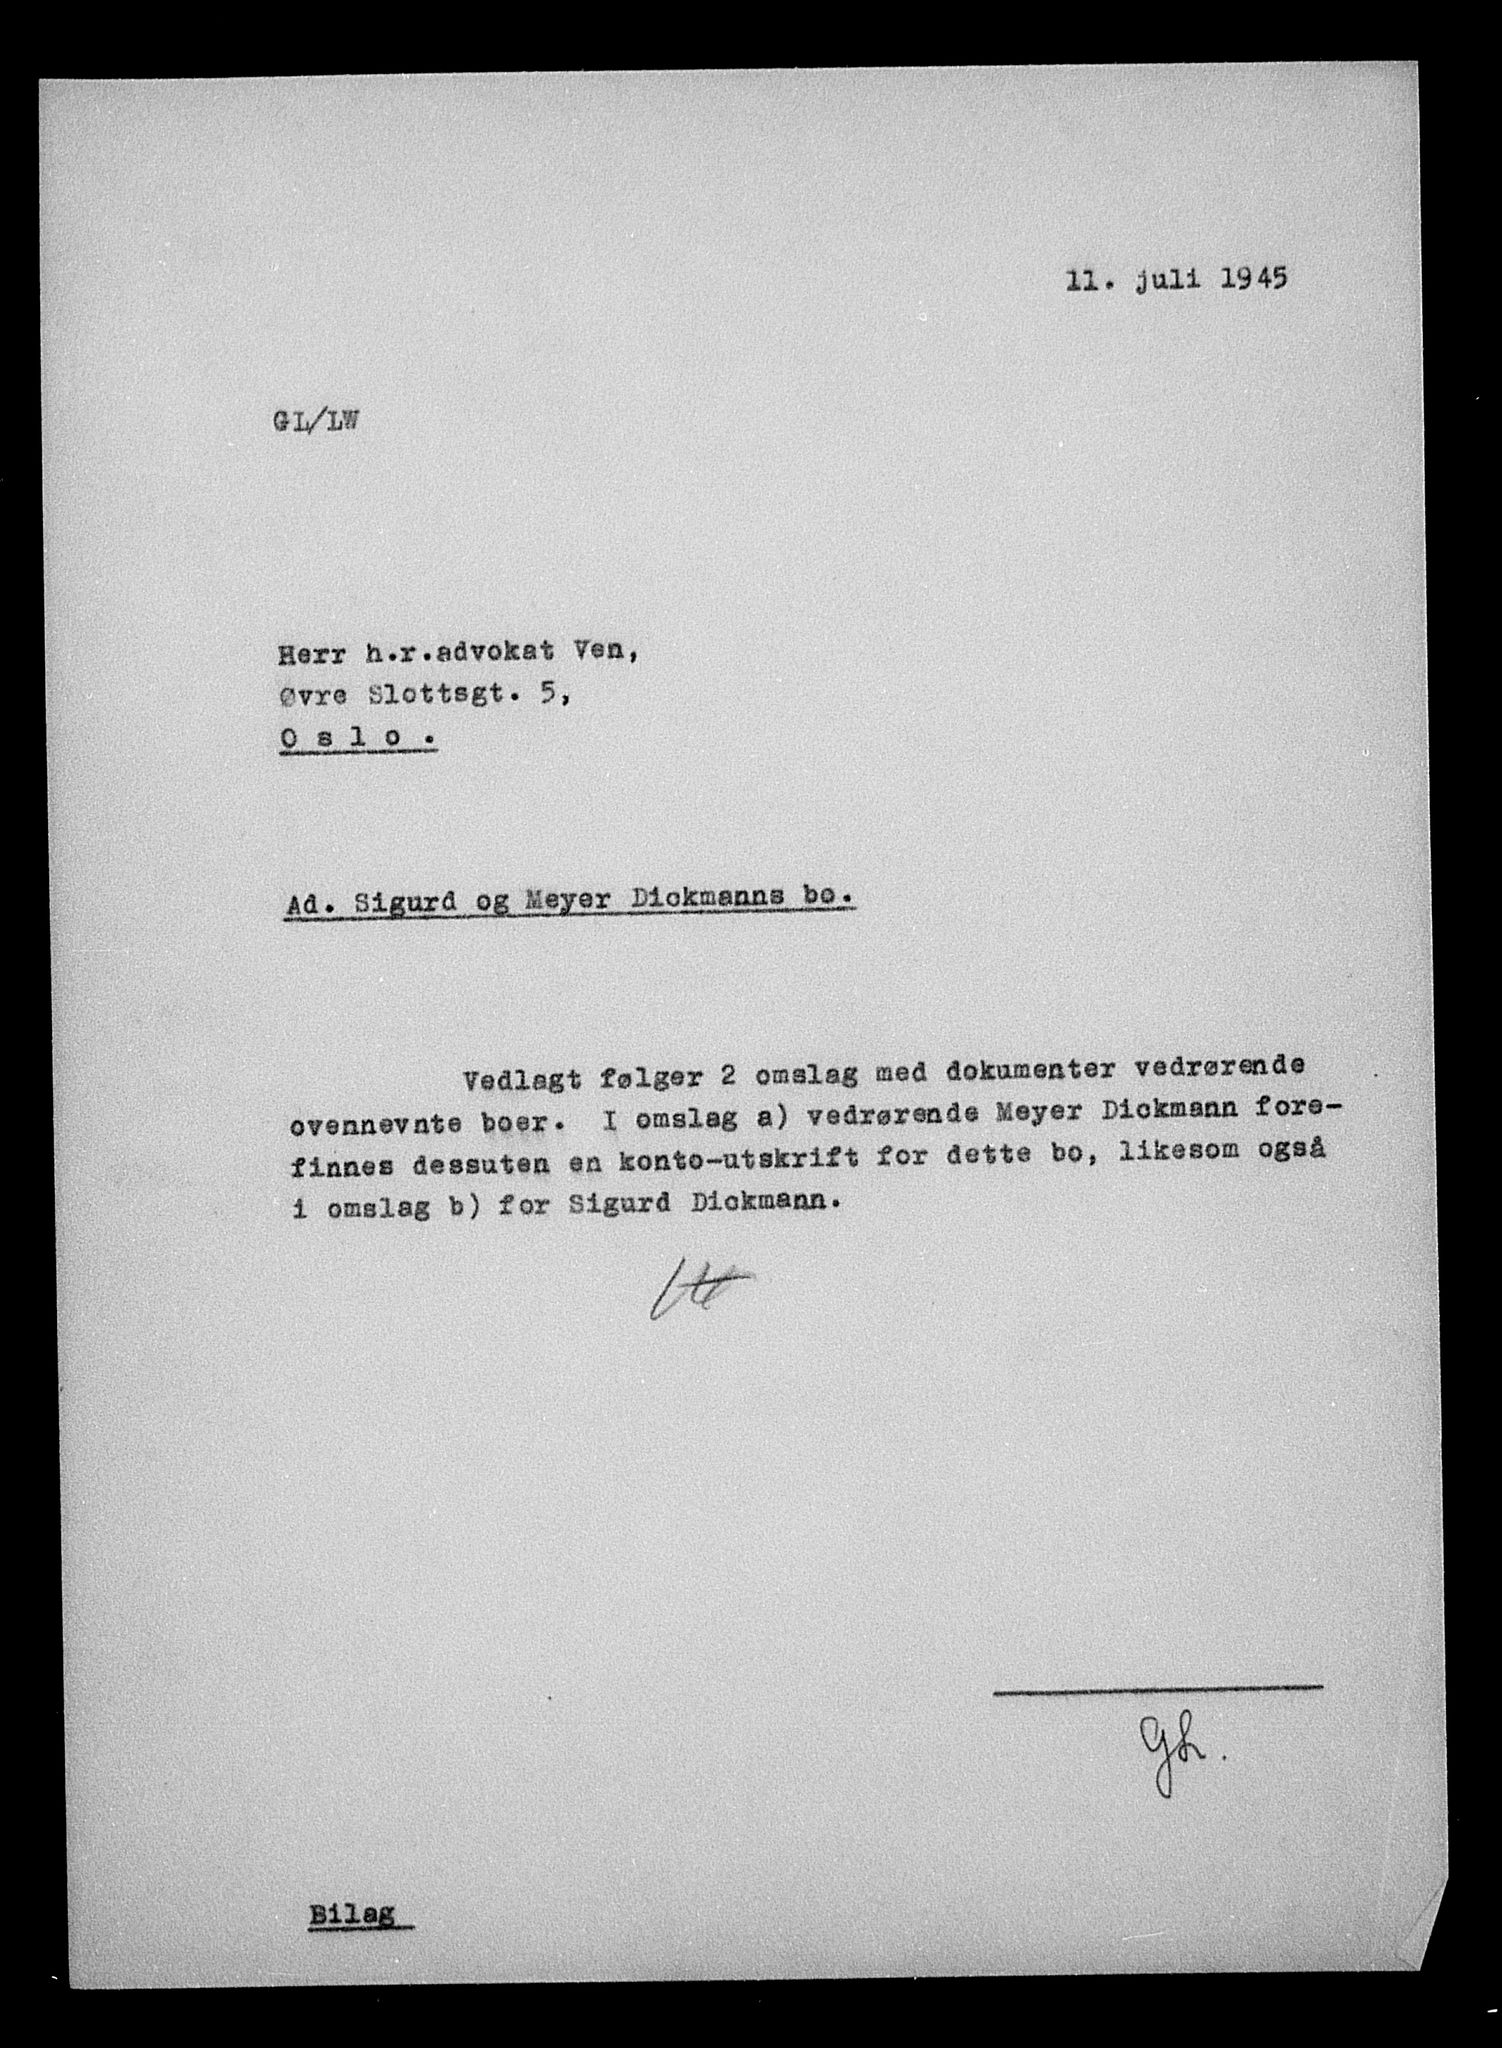 11. juli 1945
GL/LW
Herr h.r.advokat Ven,
Øvre Slottsgt. 5,
O s l o .
Ad. Sigurd og Meyer Dickmanns bo.
Vedlagt følger 2 omslag med dokumenter vedrørende
ovennevnte boer. I omslag a) vedrørende Meyer Dickmann fore-
finnes dessuten en konto-utskrift for dette bo, likesom også
i omslag b) for Sigurd Dickmann.
GL.
Bilag